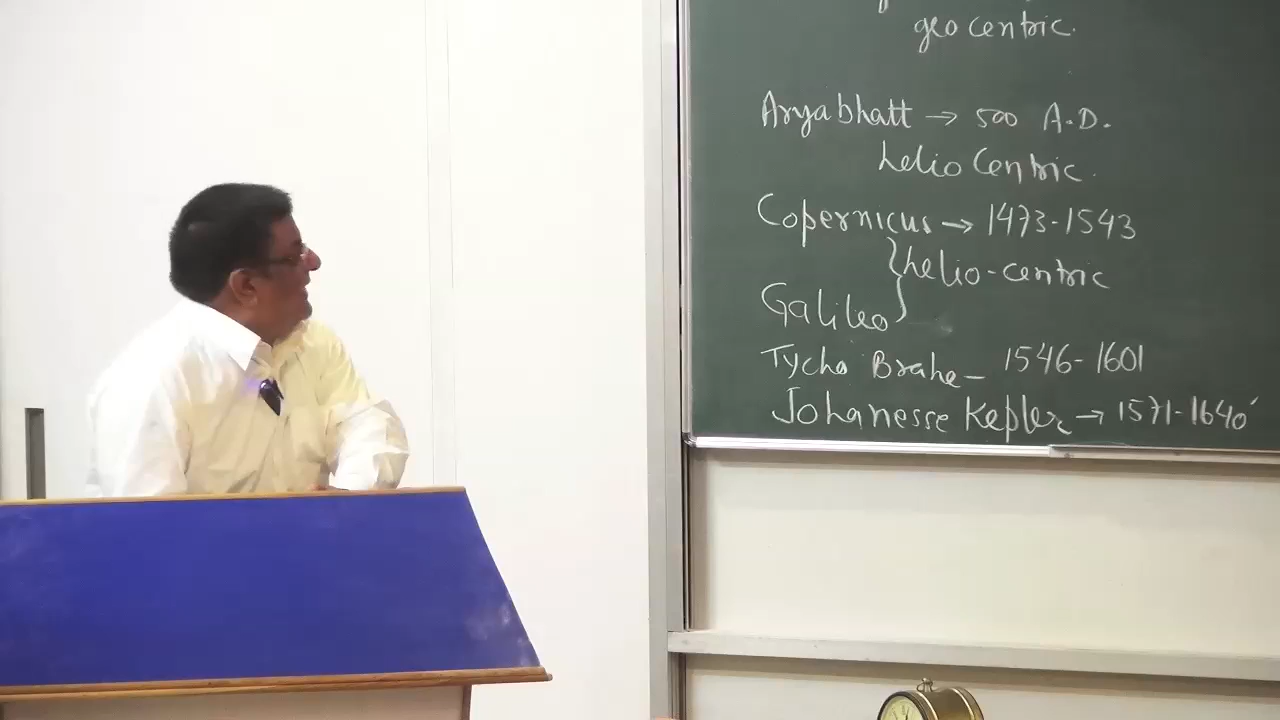 geocentric.
Aryabhatt → 500 A.D.
helio Centric.
Copernicus → 1473-1543
}helio-centric
Galileo
Tycho Brahe - 1546-1601
Johanesse Kepler → 1571-1640